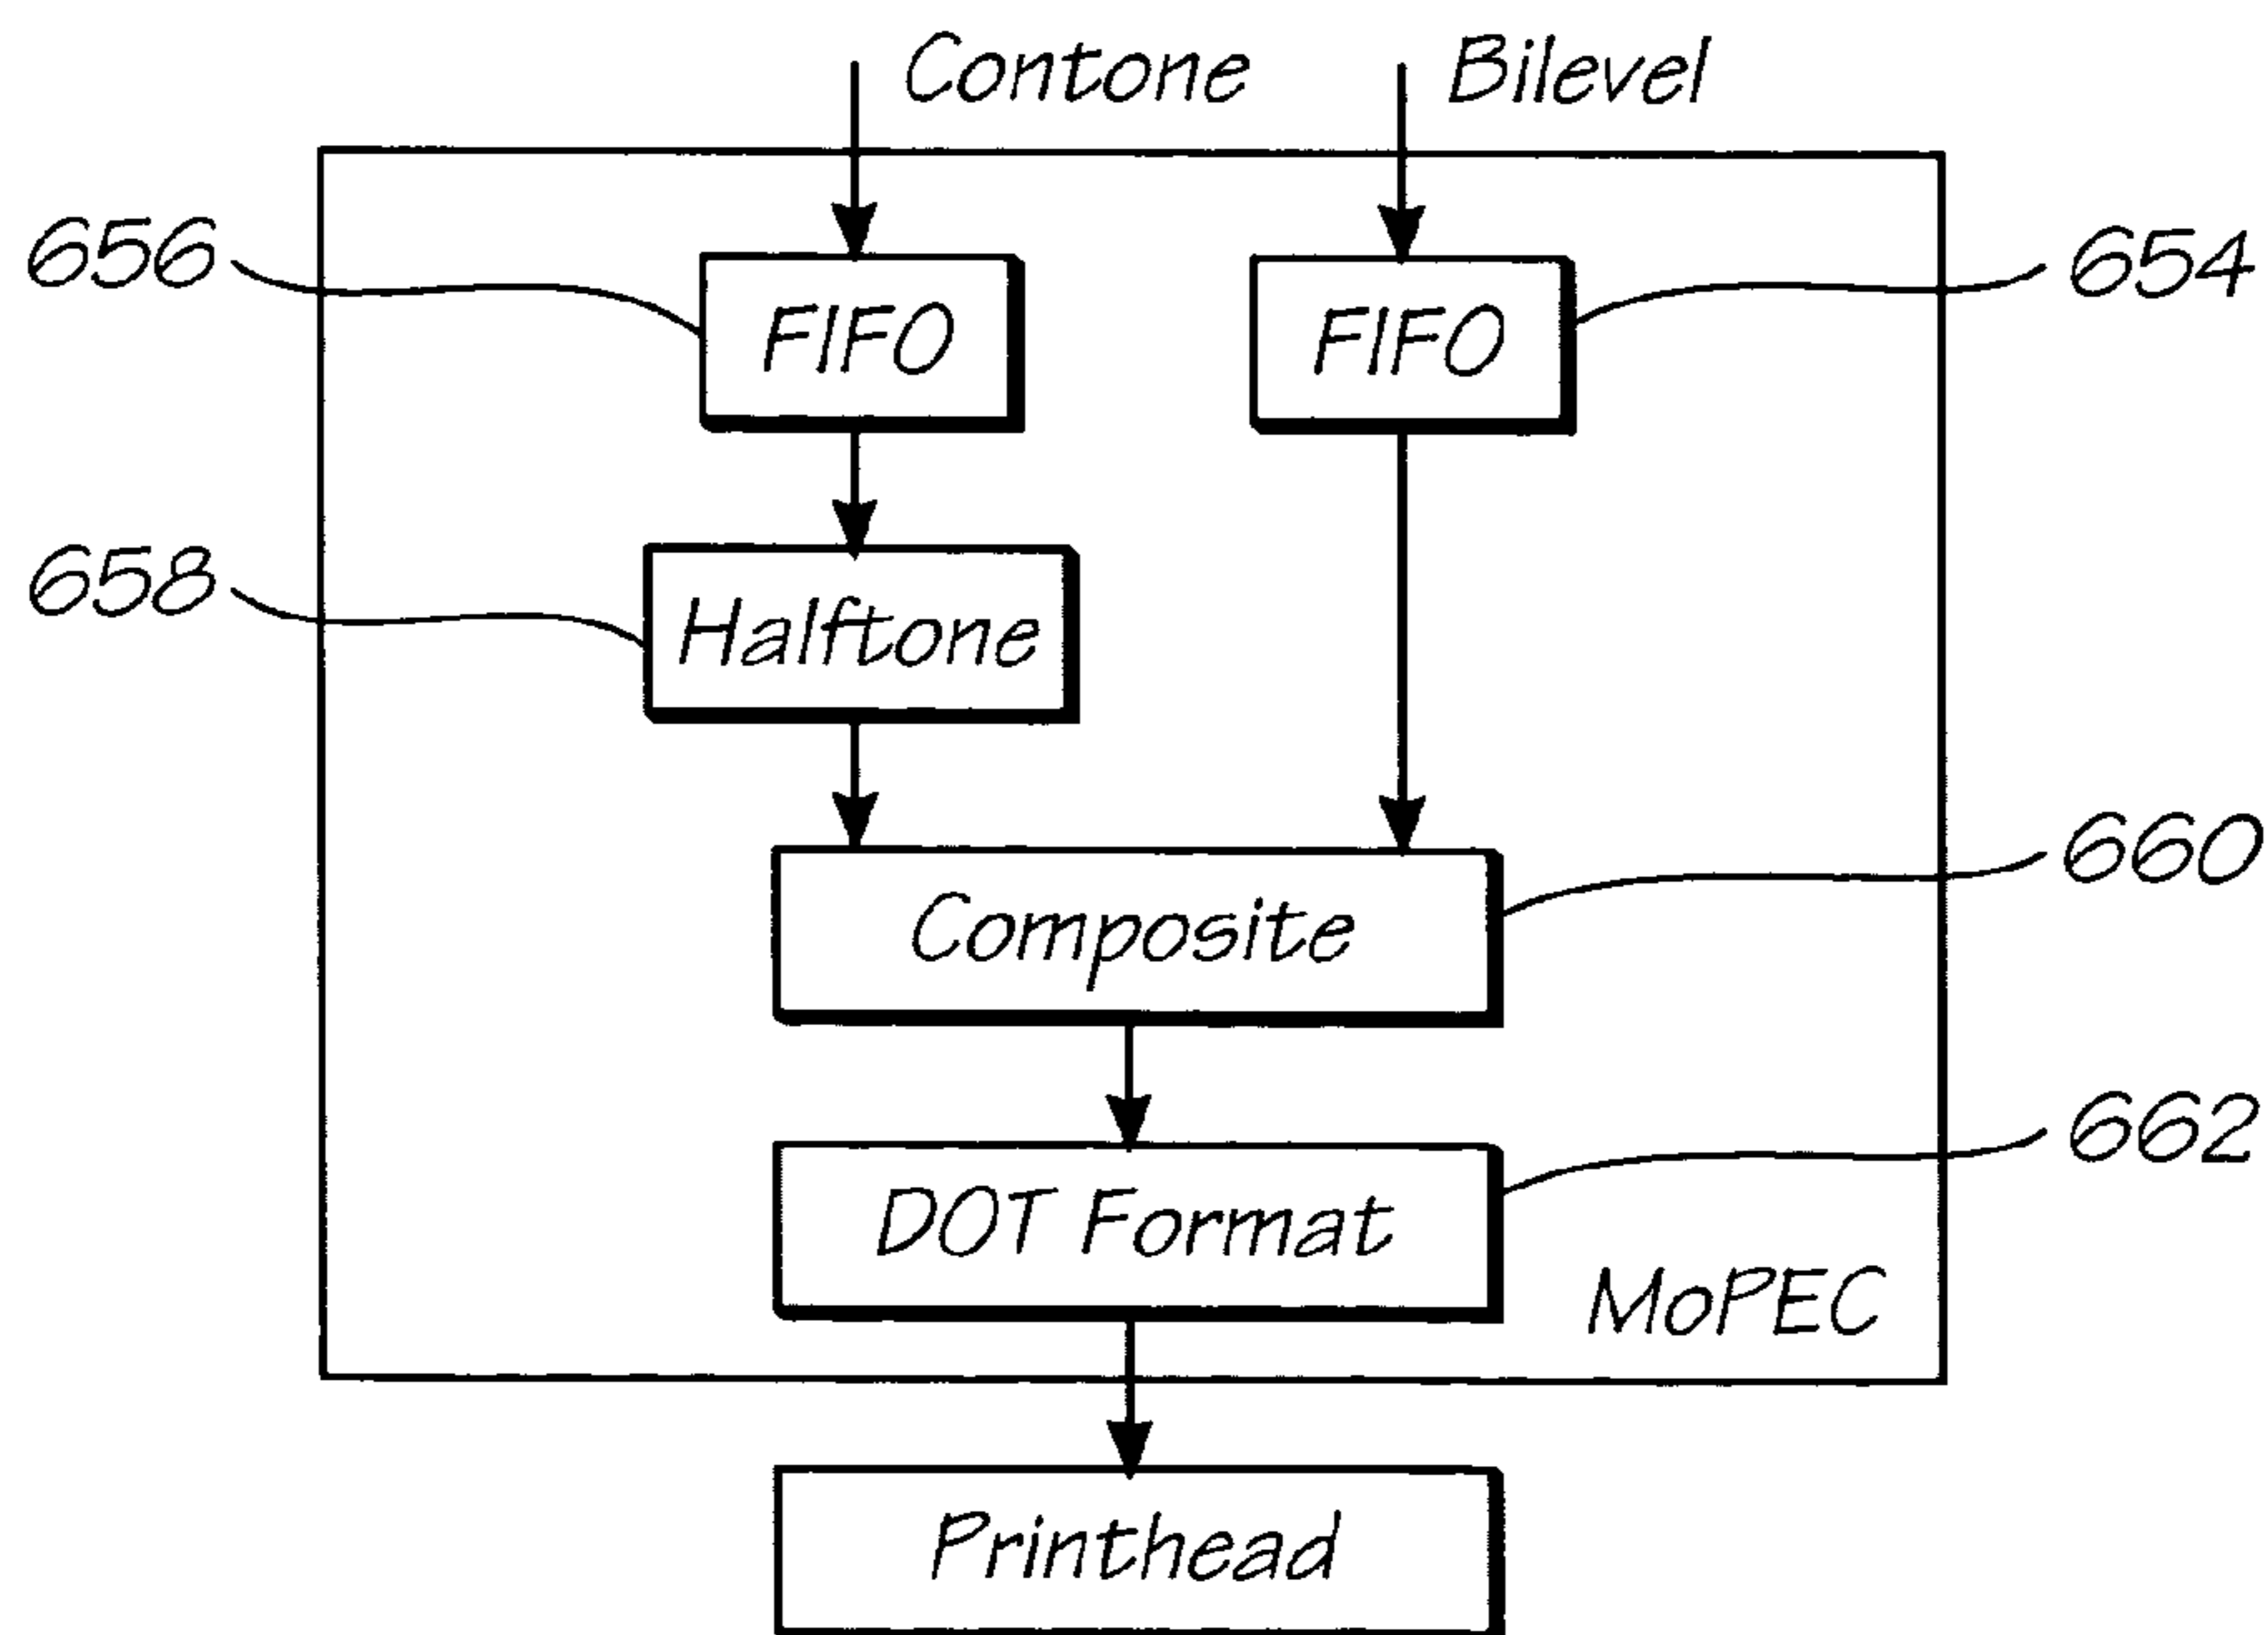 Contone
Bilevel
656
FIFO
FIFO
654
658
Halftone
660
Composite
662
DOT Format
MoPEC
Printhead